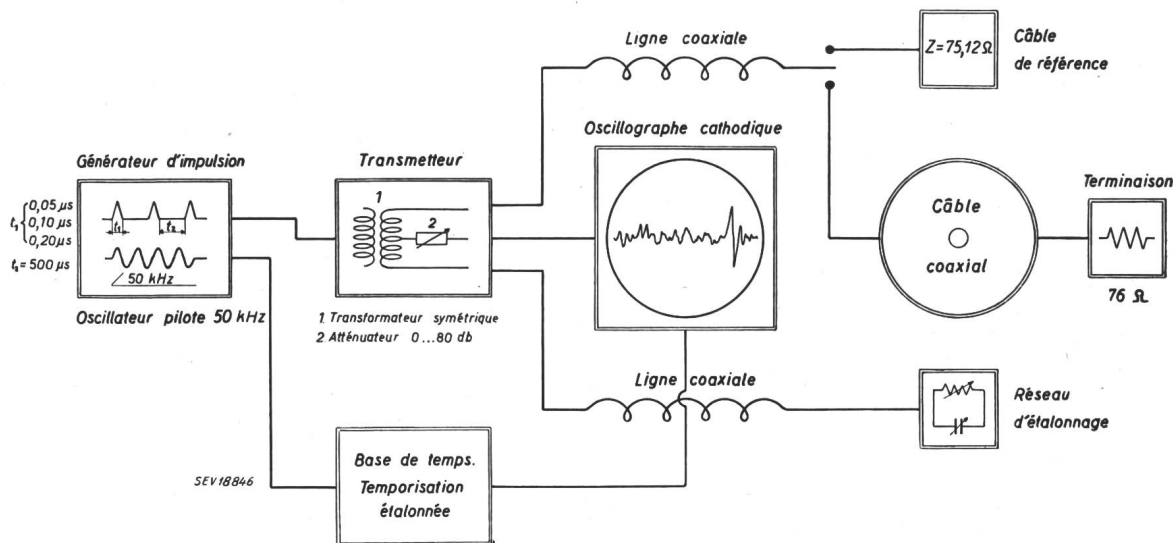 Ligne coaxiale
Z=75,12 Ω
Câble
de référence
Oscillographe cathodique
Générateur d'impulsion
Transmetteur
Terminaison
t₁ { 0,05 µs
0,10 µs
0,20 µs
t₁
t₂
t₂ = 500 µs
50 kHz
Oscillateur pilote 50 kHz
1
2
1. Transformateur symétrique
2. Atténuateur 0...80 db
Câble
coaxial
76 Ω
Ligne coaxiale
Réseau
d'étalonnage
Base de temps.
Temporisation
étalonnée
SEV18846